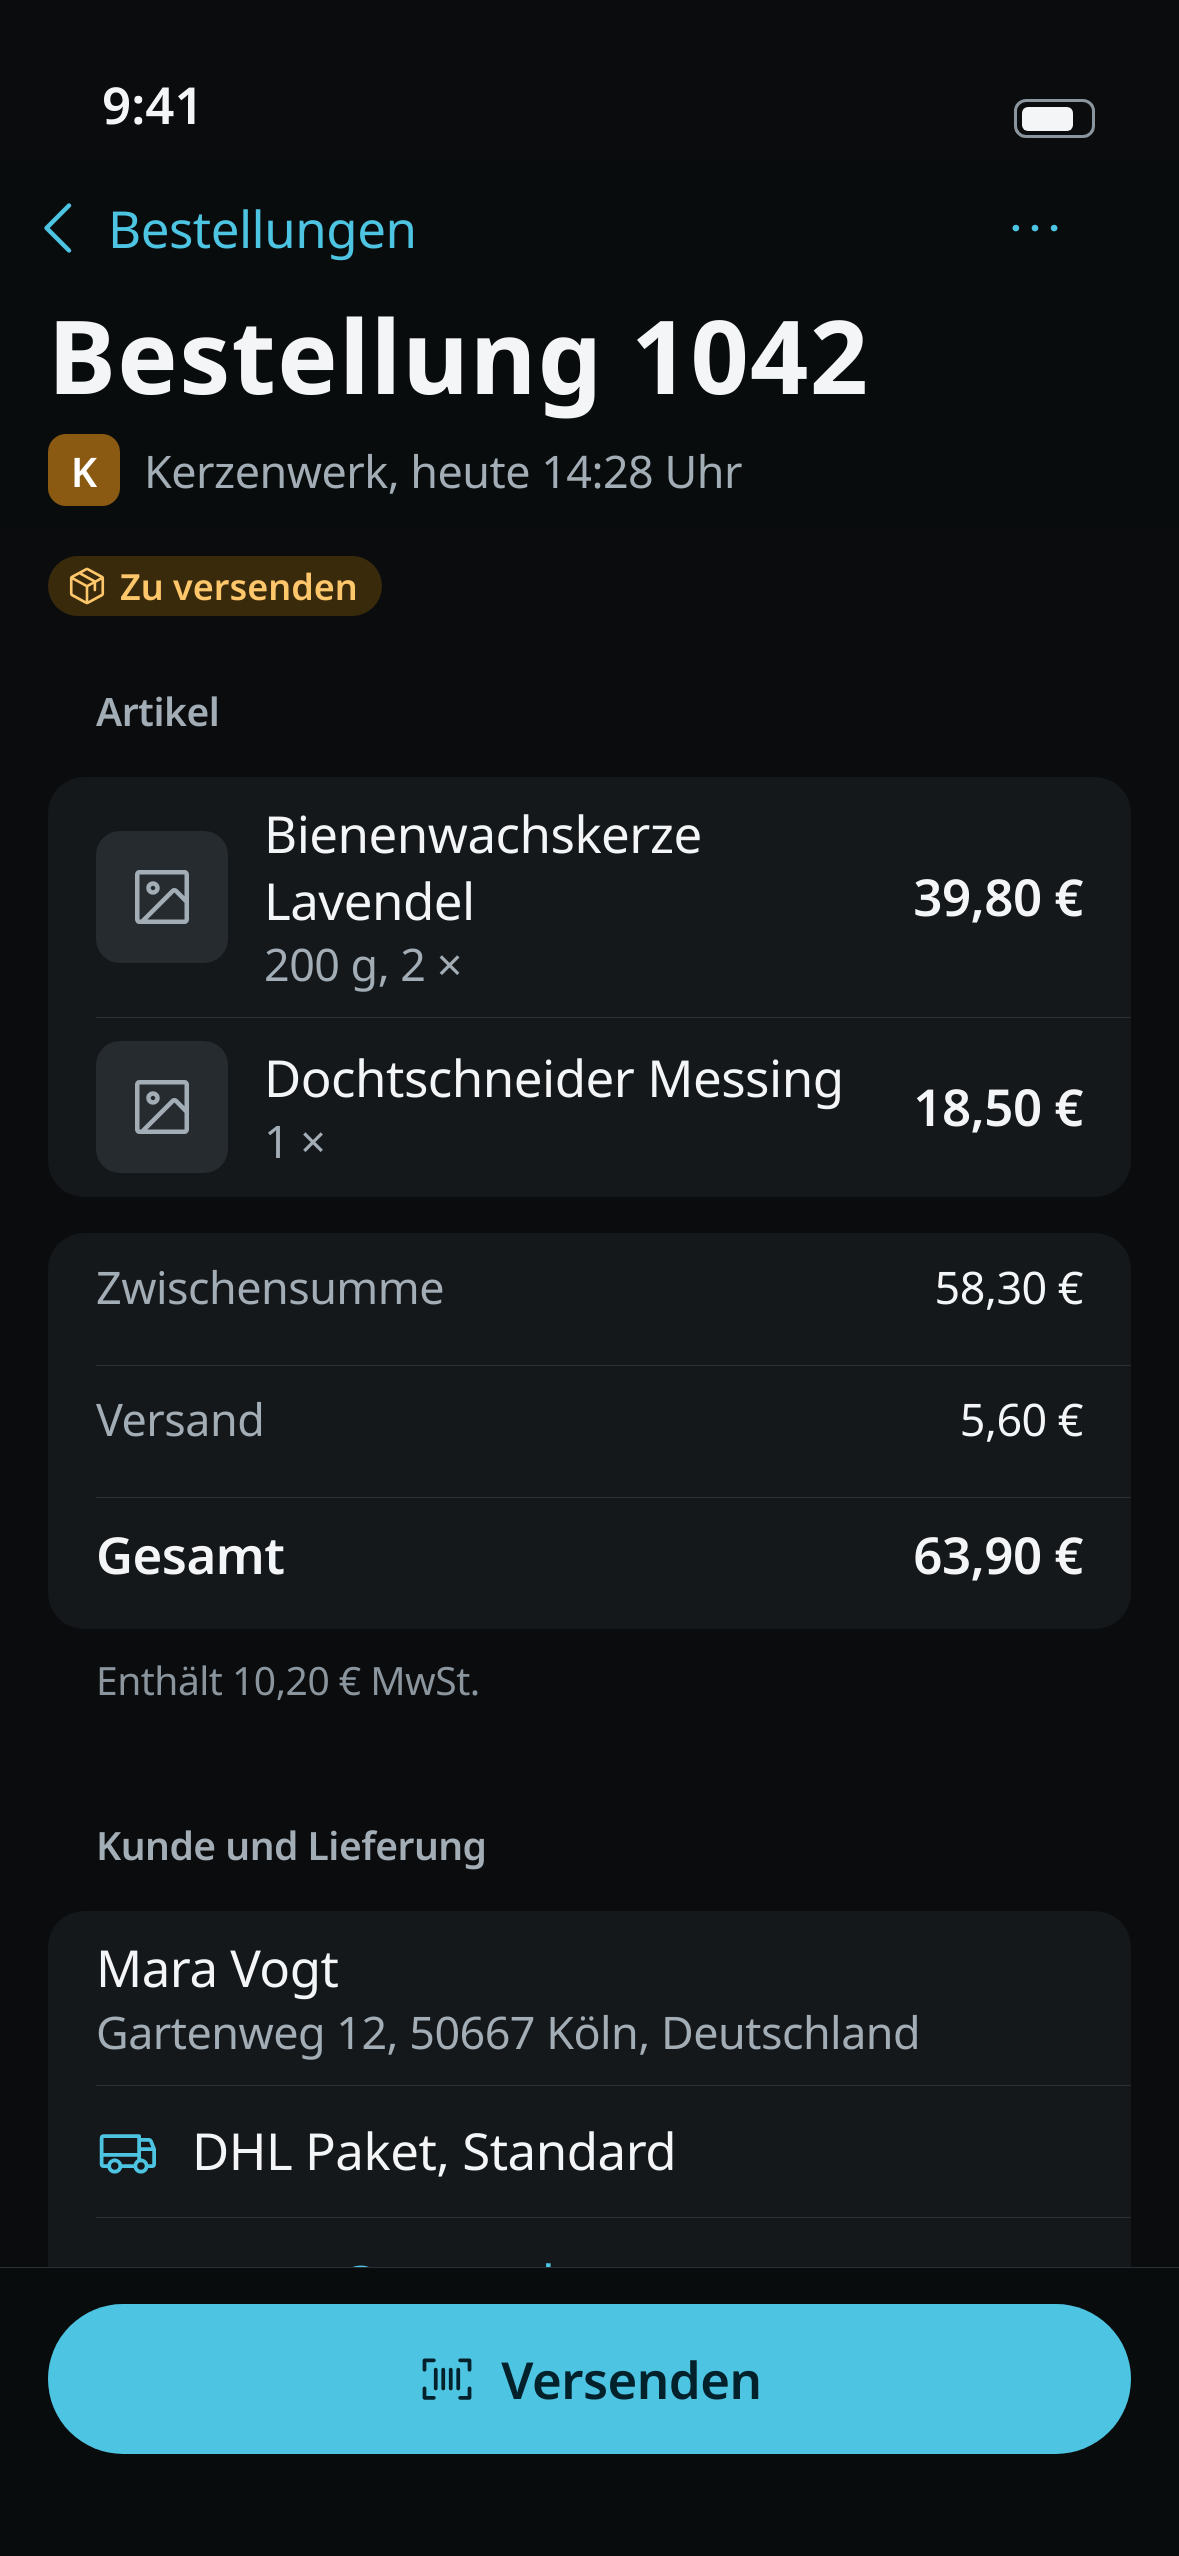 9:41
Bestellungen
Bestellung 1042
K Kerzenwerk, heute 14:28 Uhr
Zu versenden
Artikel
Bienenwachskerze
Lavendel
39,80 €
200 g, 2 ×
Dochtschneider Messing
18,50 €
1 ×
Zwischensumme 58,30 €
Versand 5,60 €
Gesamt 63,90 €
Enthält 10,20 € MwSt.
Kunde und Lieferung
Mara Vogt
Gartenweg 12, 50667 Köln, Deutschland
DHL Paket, Standard
Versenden